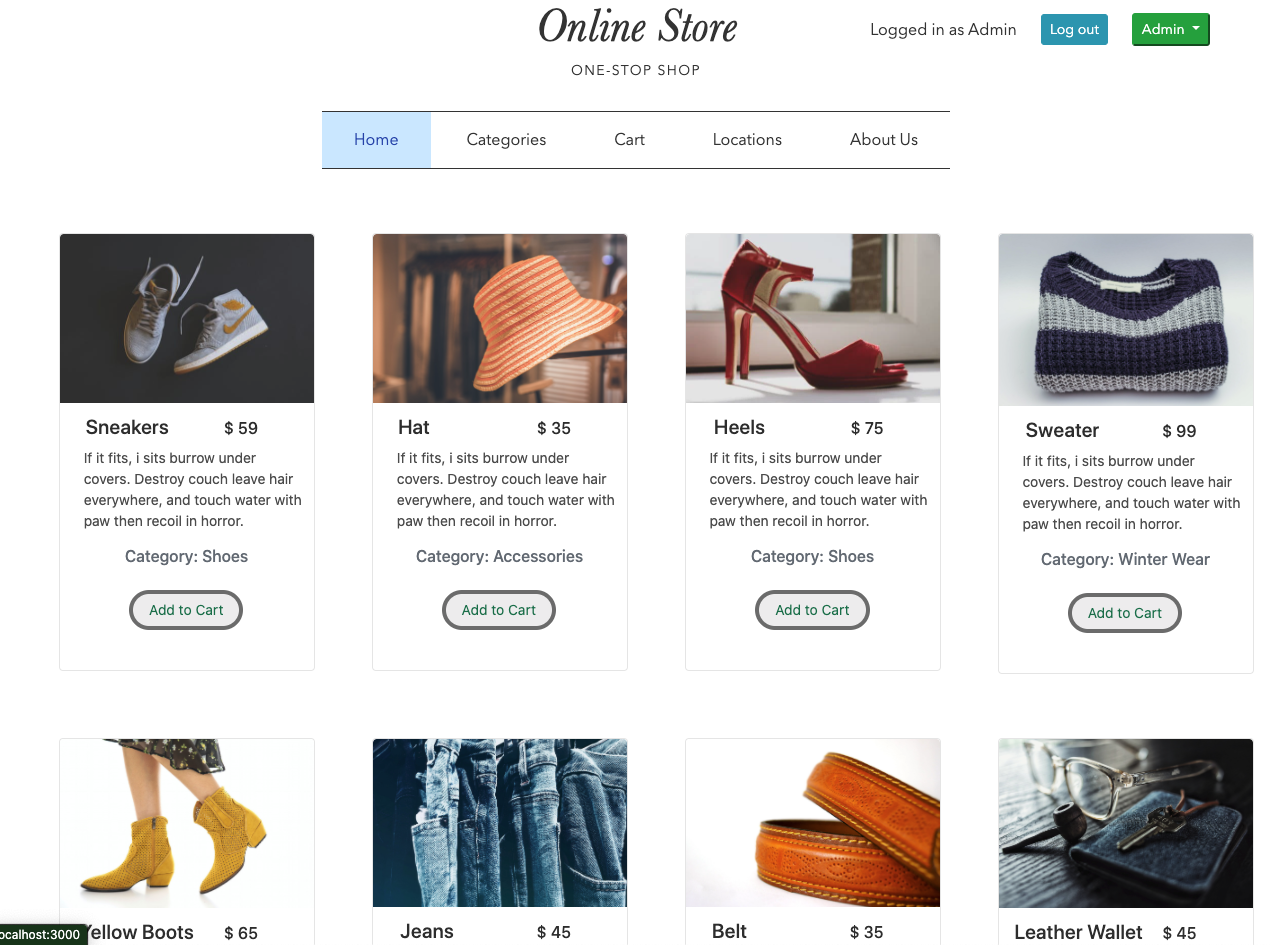 Online Store
ONE-STOP SHOP
Logged in as Admin
Log out
Admin
Home
Categories
Cart
Locations
About Us
Sneakers
$ 59
If it fits, i sits burrow under
covers. Destroy couch leave hair
everywhere, and touch water with
paw then recoil in horror.
Category: Shoes
Add to Cart
Hat
$ 35
If it fits, i sits burrow under
covers. Destroy couch leave hair
everywhere, and touch water with
paw then recoil in horror.
Category: Accessories
Add to Cart
Heels
$ 75
If it fits, i sits burrow under
covers. Destroy couch leave hair
everywhere, and touch water with
paw then recoil in horror.
Category: Shoes
Add to Cart
Sweater
$ 99
If it fits, i sits burrow under
covers. Destroy couch leave hair
everywhere, and touch water with
paw then recoil in horror.
Category: Winter Wear
Add to Cart
Yellow Boots
$ 65
Jeans
$ 45
Belt
$ 35
Leather Wallet
$ 45
ocalhost:3000